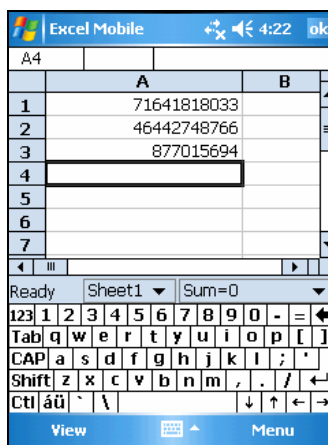 Excel Mobile 4:22 ok
A4
A B
1 71641818033
2 46442748766
3 877015694
4
5
6
7
Ready Sheet1 Sum=0
123 1 2 3 4 5 6 7 8 9 0 - =
Tab q w e r t y u i o p [ ]
CAP a s d f g h j k l ; '
Shift z x c v b n m , . /
Ctl áü ` \
View Menu